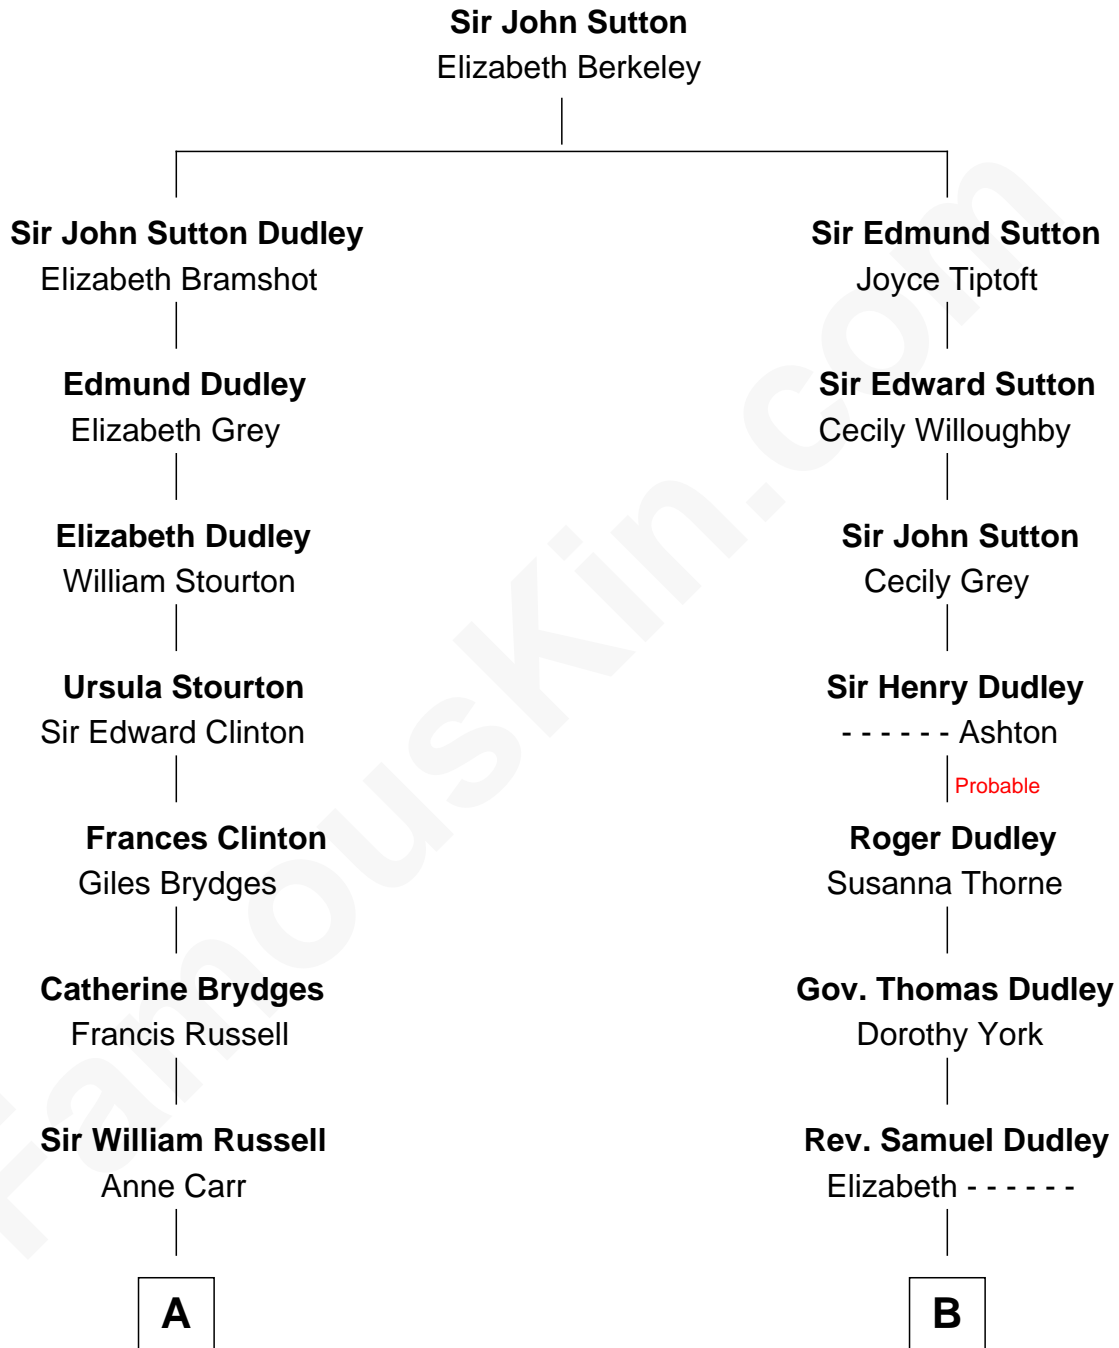 Sir John Sutton
Elizabeth Berkeley
Sir John Sutton Dudley
Elizabeth Bramshot
Sir Edmund Sutton
Joyce Tiptoft
Edmund Dudley
Elizabeth Grey
Sir Edward Sutton
Cecily Willoughby
Elizabeth Dudley
William Stourton
Sir John Sutton
Cecily Grey
Ursula Stourton
Sir Edward Clinton
Sir Henry Dudley
- - - - - - Ashton
Probable
Frances Clinton
Giles Brydges
Roger Dudley
Susanna Thorne
Catherine Brydges
Francis Russell
Gov. Thomas Dudley
Dorothy York
Sir William Russell
Anne Carr
Rev. Samuel Dudley
Elizabeth - - - - - -
A
B
FamousKin.com